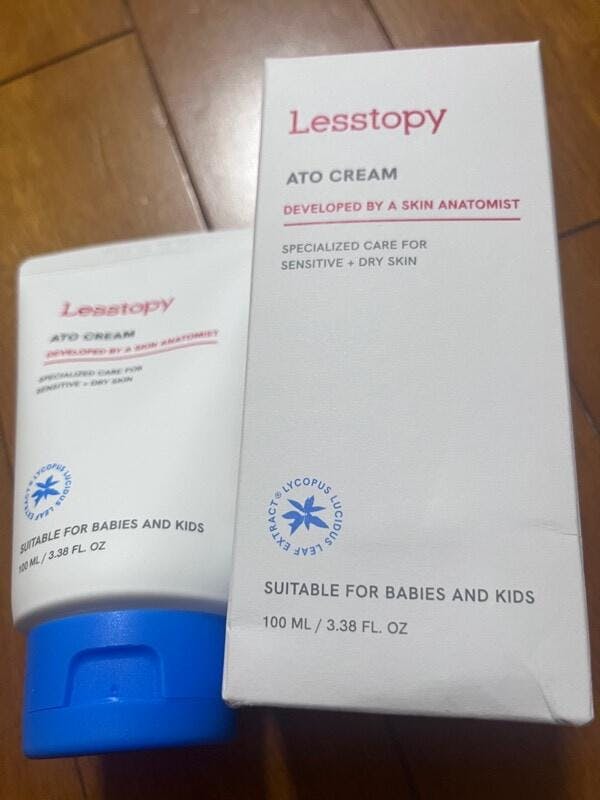 Lesstopy
ATO CREAM
DEVELOPED BY A SKIN ANATOMIST
SPECIALIZED CARE FOR
SENSITIVE + DRY SKIN
LYCOPUS LUCIDUS LEAF EXTRACT®
SUITABLE FOR BABIES AND KIDS
100 ML / 3.38 FL. OZ
Lesstopy
ATO CREAM
DEVELOPED BY A SKIN ANATOMIST
SPECIALIZED CARE FOR
SENSITIVE + DRY SKIN
LYCOPUS LUCIDUS LEAF EXTRACT®
SUITABLE FOR BABIES AND KIDS
100 ML / 3.38 FL. OZ